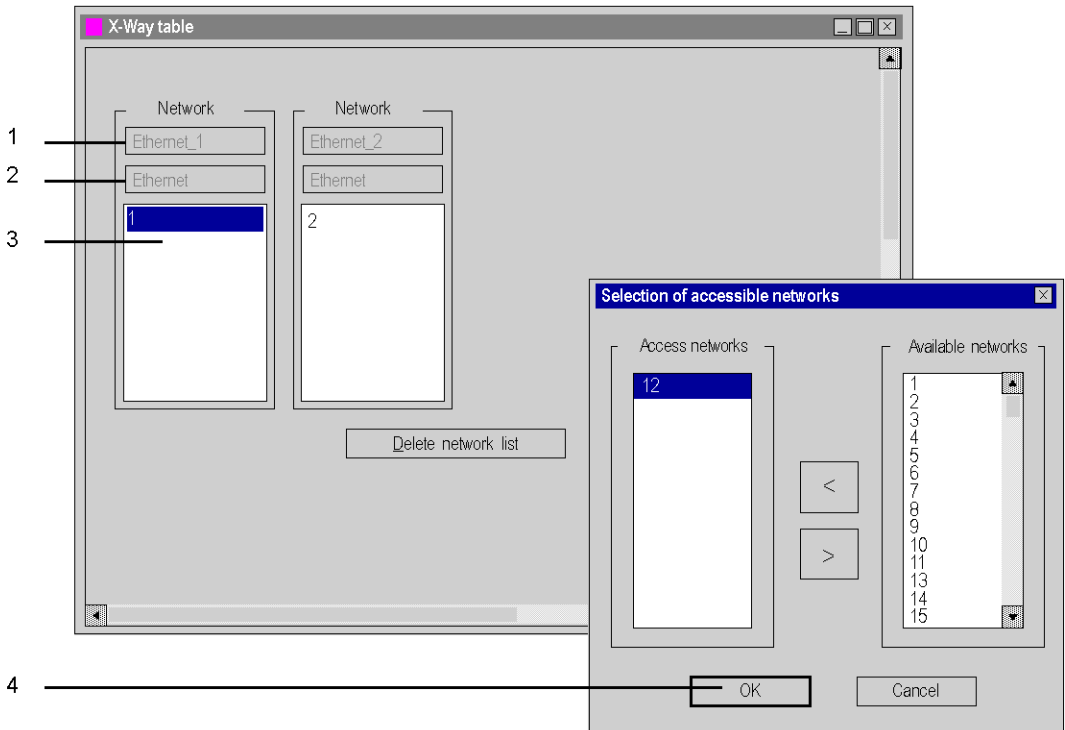 X-Way table
Network
Network
1
Ethernet_1
Ethernet_2
2
Ethernet
Ethernet
1
2
3
Delete network list
Selection of accessible networks
Access networks
Available networks
12
1
2
3
4
5
6
7
8
9
10
11
13
14
15
<
>
4
OK
Cancel